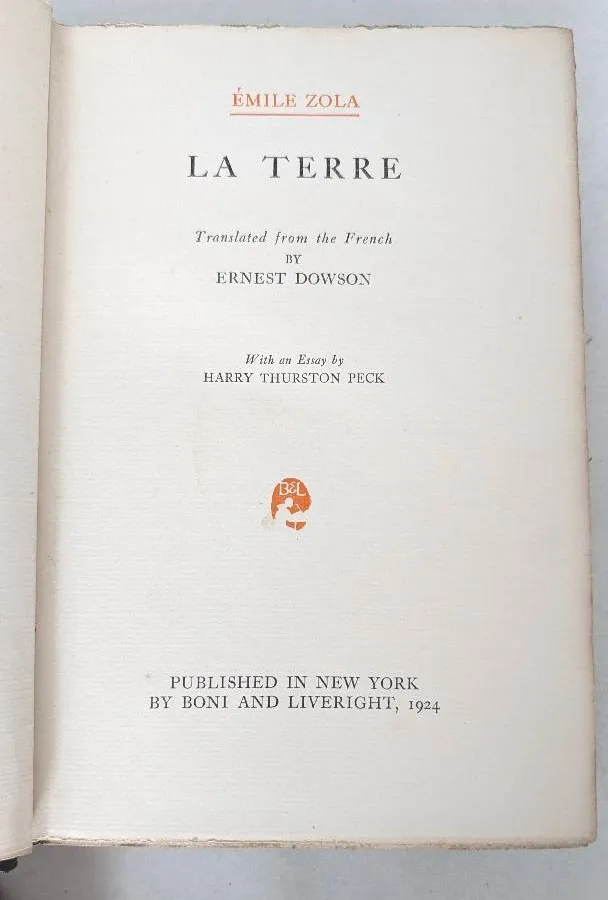 ÉMILE ZOLA
LA TERRE
Translated from the French
BY
ERNEST DOWSON
With an Essay by
HARRY THURSTON PECK
B&L
PUBLISHED IN NEW YORK
BY BONI AND LIVERIGHT, 1924